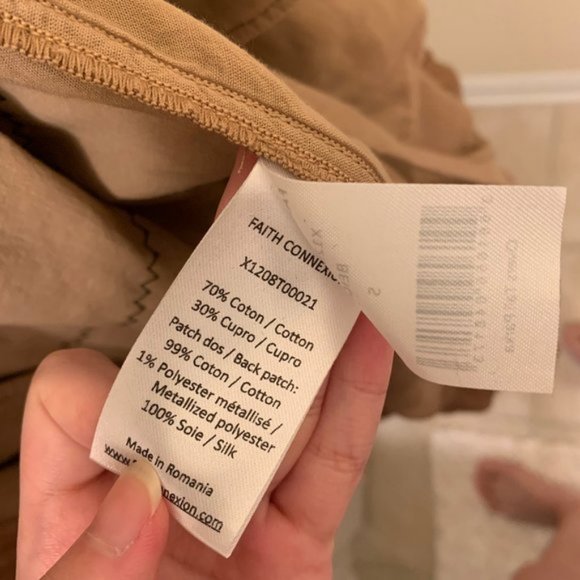 FAITH CONNEXION
X1208T00021
70% Coton / Cotton
30% Cupro / Cupro
Patch dos / Back patch:
99% Coton / Cotton
1% Polyester métallisé /
Metallized polyester
100% Soie / Silk
Made in Romania
S